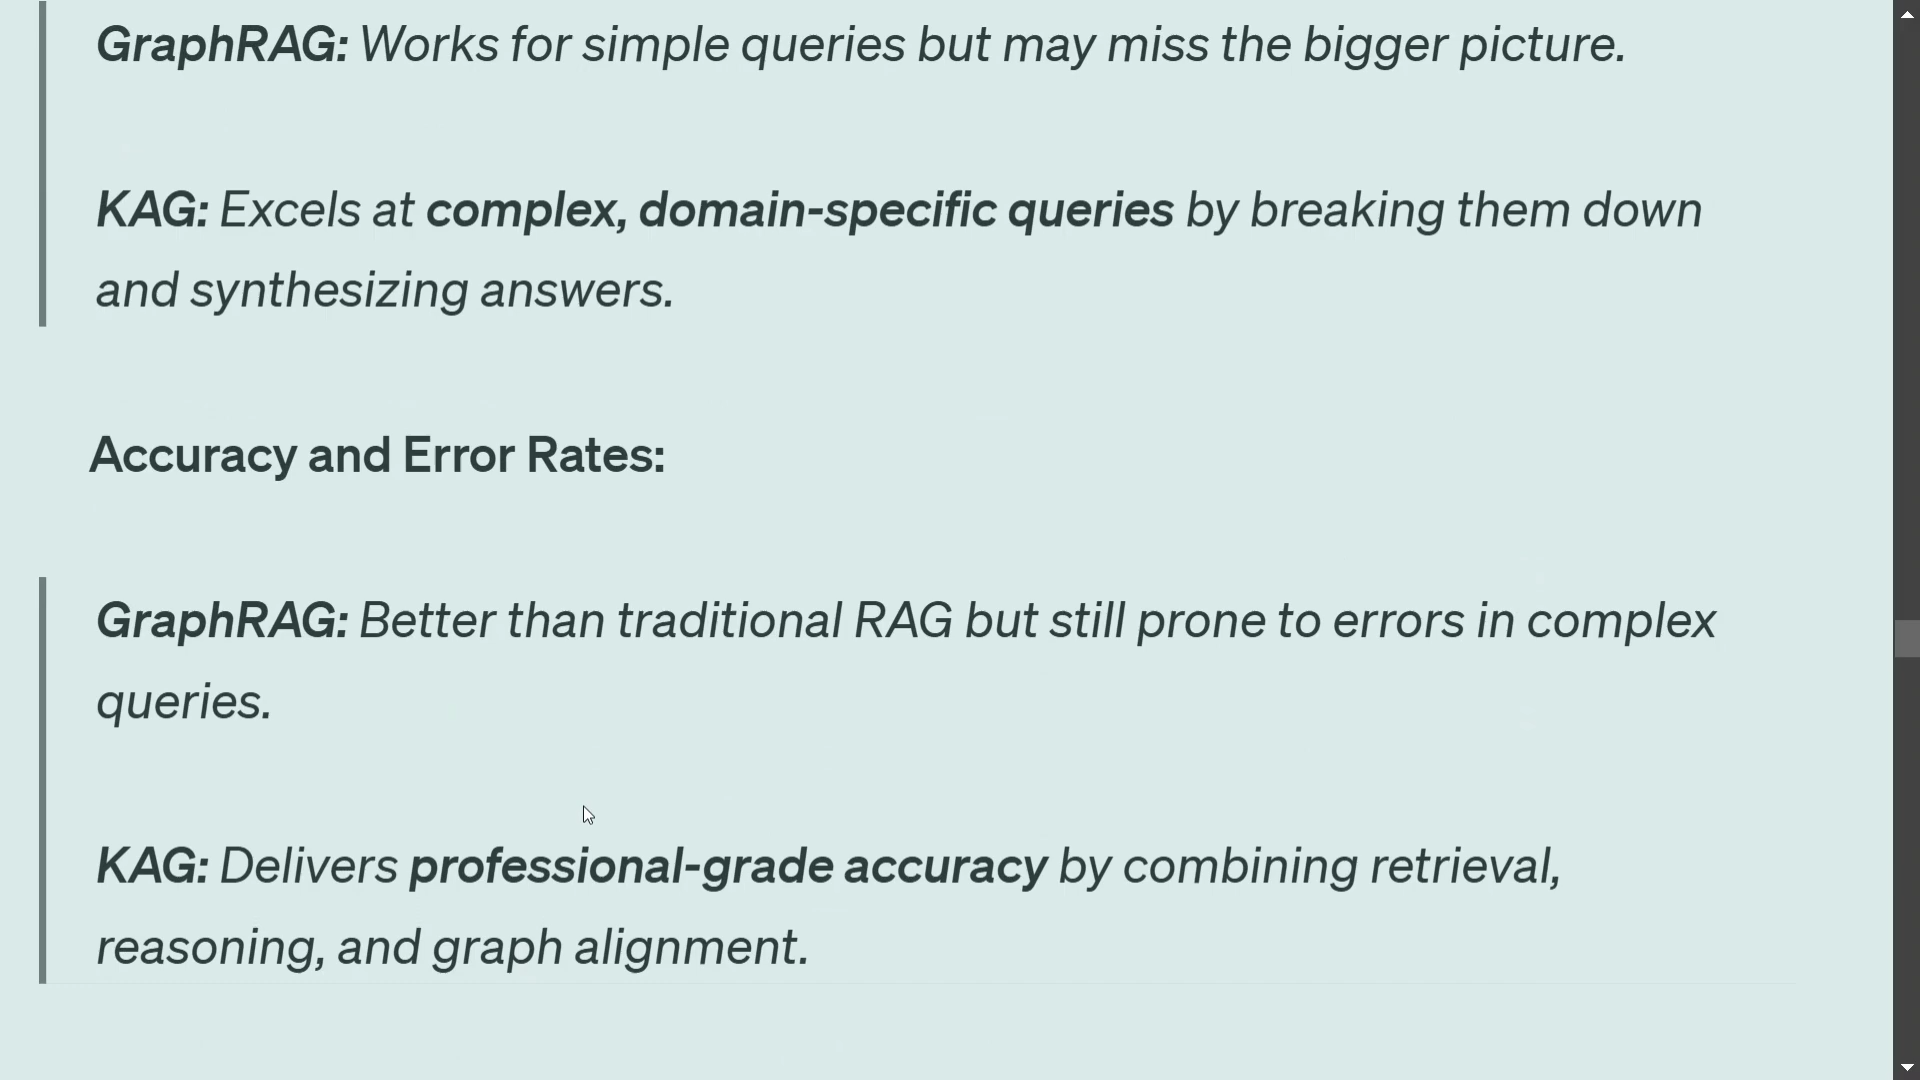 GraphRAG: Works for simple queries but may miss the bigger picture.
KAG: Excels at complex, domain-specific queries by breaking them down
and synthesizing answers.
Accuracy and Error Rates:
GraphRAG: Better than traditional RAG but still prone to errors in complex
queries.
KAG: Delivers professional-grade accuracy by combining retrieval,
reasoning, and graph alignment.